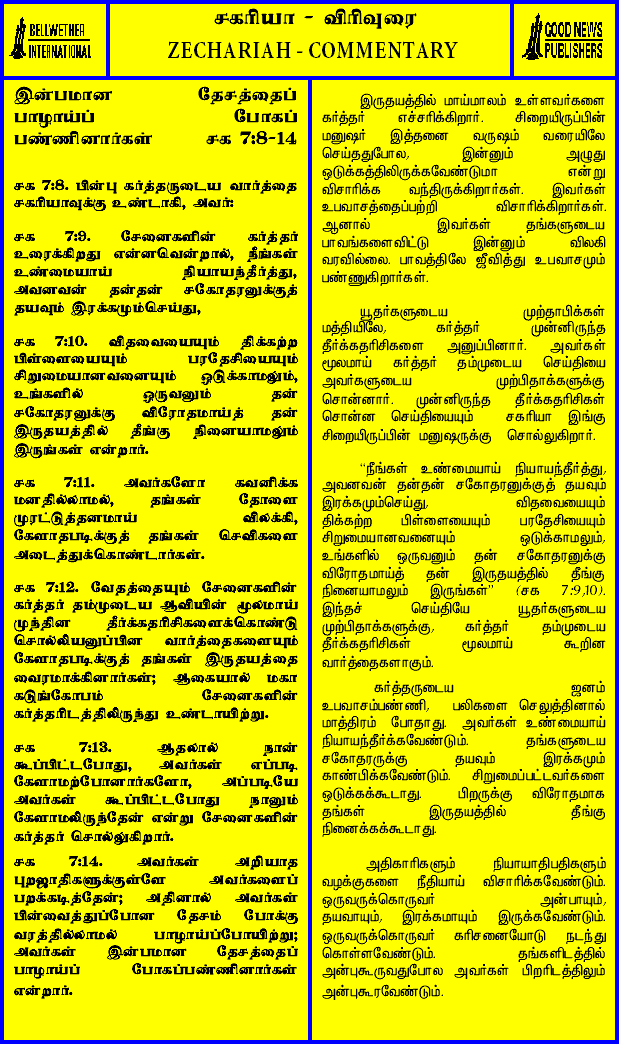 BELLWETHER
INTERNATIONAL
சகரியா - விரிவுரை
ZECHARIAH - COMMENTARY
GOOD NEWS
PUBLISHERS
இன்பமான தேசத்தைப்
பாழாய்ப் போகப்
பண்ணினார்கள் சக 7:8-14
சக 7:8. பின்பு கர்த்தருடைய வார்த்தை
சகரியாவுக்கு உண்டாகி, அவர்:
சக 7:9. சேனைகளின் கர்த்தர்
உரைக்கிறது என்னவென்றால், நீங்கள்
உண்மையாய் நியாயந்தீர்த்து,
அவனவன் தன்தன் சகோதரனுக்குத்
தயவும் இரக்கமும்செய்து,
சக 7:10. விதவையையும் திக்கற்ற
பிள்ளையையும் பரதேசியையும்
சிறுமையானவனையும் ஒடுக்காமலும்,
உங்களில் ஒருவனும் தன்
சகோதரனுக்கு விரோதமாய்த் தன்
இருதயத்தில் தீங்கு நினையாமலும்
இருங்கள் என்றார்.
சக 7:11. அவர்களோ கவனிக்க
மனதில்லாமல், தங்கள் தோளை
முரட்டுத்தனமாய் விலக்கி,
கேளாதபடிக்குத் தங்கள் செவிகளை
அடைத்துக்கொண்டார்கள்.
சக 7:12. வேதத்தையும் சேனைகளின்
கர்த்தர் தம்முடைய ஆவியின் மூலமாய்
முந்தின தீர்க்கதரிசிகளைக்கொண்டு
சொல்லியனுப்பின வார்த்தைகளையும்
கேளாதபடிக்குத் தங்கள் இருதயத்தை
வைரமாக்கினார்கள்; ஆகையால் மகா
கடுங்கோபம் சேனைகளின்
கர்த்தரிடத்திலிருந்து உண்டாயிற்று.
சக 7:13. ஆதலால் நான்
கூப்பிட்டபோது, அவர்கள் எப்படி
கேளாமற்போனார்களோ, அப்படியே
அவர்கள் கூப்பிட்டபோது நானும்
கேளாமலிருந்தேன் என்று சேனைகளின்
கர்த்தர் சொல்லுகிறார்.
சக 7:14. அவர்கள் அறியாத
புறஜாதிகளுக்குள்ளே அவர்களைப்
பறக்கடித்தேன்; அதினால் அவர்கள்
பின்வைத்துப்போன தேசம் போக்கு
வரத்தில்லாமல் பாழாய்ப்போயிற்று;
அவர்கள் இன்பமான தேசத்தைப்
பாழாய்ப் போகப்பண்ணினார்கள்
என்றார்.
இருதயத்தில் மாய்மாலம் உள்ளவர்களை
கர்த்தர் எச்சரிக்கிறார். சிறையிருப்பின்
மனுஷர் இத்தனை வருஷம் வரையிலே
செய்ததுபோல, இன்னும் அழுது
ஒடுக்கத்திலிருக்கவேண்டுமா என்று
விசாரிக்க வந்திருக்கிறார்கள். இவர்கள்
உபவாசத்தைப்பற்றி விசாரிக்கிறார்கள்.
ஆனால் இவர்கள் தங்களுடைய
பாவங்களைவிட்டு இன்னும் விலகி
வரவில்லை. பாவத்திலே ஜீவித்து உபவாசமும்
பண்ணுகிறார்கள்.
யூதர்களுடைய முற்தாபிக்கள்
மத்தியிலே, கர்த்தர் முன்னிருந்த
தீர்க்கதரிசிகளை அனுப்பினார். அவர்கள்
மூலமாய் கர்த்தர் தம்முடைய செய்தியை
அவர்களுடைய முற்பிதாக்களுக்கு
சொன்னார். முன்னிருந்த தீர்க்கதரிசிகள்
சொன்ன செய்தியையும் சகரியா இங்கு
சிறையிருப்பின் மனுஷருக்கு சொல்லுகிறார்.
“நீங்கள் உண்மையாய் நியாயந்தீர்த்து,
அவனவன் தன்தன் சகோதரனுக்குத் தயவும்
இரக்கமும்செய்து, விதவையையும்
திக்கற்ற பிள்ளையையும் பரதேசியையும்
சிறுமையானவனையும் ஒடுக்காமலும்,
உங்களில் ஒருவனும் தன் சகோதரனுக்கு
விரோதமாய்த் தன் இருதயத்தில் தீங்கு
நினையாமலும் இருங்கள்” (சக 7:9,10).
இந்தச் செய்தியே யூதர்களுடைய
முற்பிதாக்களுக்கு, கர்த்தர் தம்முடைய
தீர்க்கதரிசிகள் மூலமாய் கூறின
வார்த்தைகளாகும்.
கர்த்தருடைய ஜனம்
உபவாசம்பண்ணி, பலிகளை செலுத்தினால்
மாத்திரம் போதாது. அவர்கள் உண்மையாய்
நியாயந்தீர்க்கவேண்டும். தங்களுடைய
சகோதரருக்கு தயவும் இரக்கமும்
காண்பிக்கவேண்டும். சிறுமைப்பட்டவர்களை
ஒடுக்கக்கூடாது. பிறருக்கு விரோதமாக
தங்கள் இருதயத்தில் தீங்கு
நினைக்கக்கூடாது.
அதிகாரிகளும் நியாயாதிபதிகளும்
வழக்குகளை நீதியாய் விசாரிக்கவேண்டும்.
ஒருவருக்கொருவர் அன்பாயும்,
தயவாயும், இரக்கமாயும் இருக்கவேண்டும்.
ஒருவருக்கொருவர் கரிசனையோடு நடந்து
கொள்ளவேண்டும். தங்களிடத்தில்
அன்புகூருவதுபோல அவர்கள் பிறரிடத்திலும்
அன்புகூரவேண்டும்.